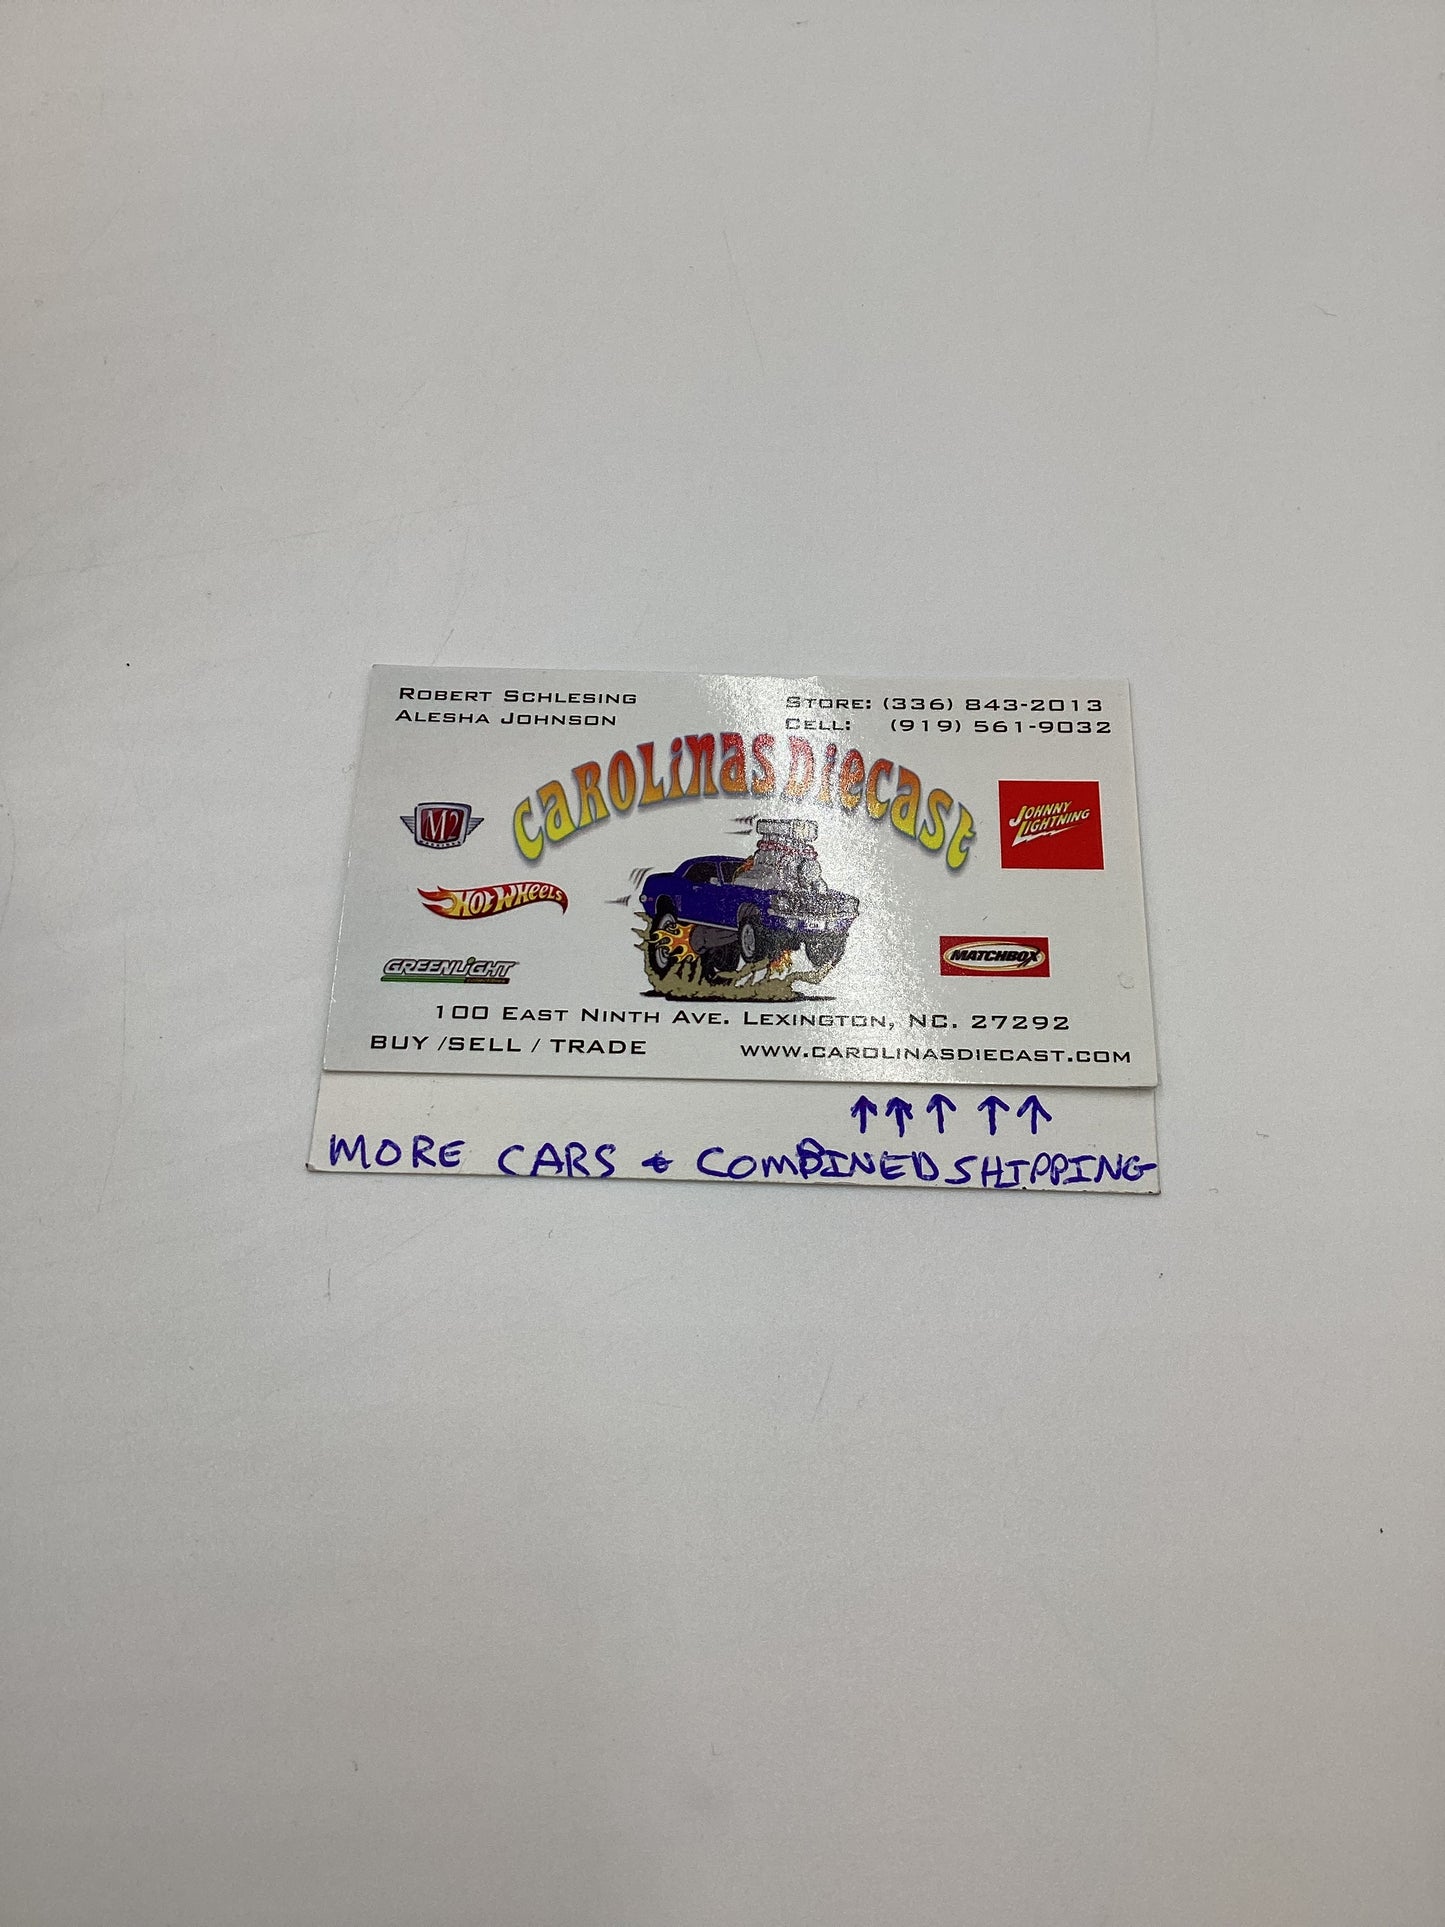 Robert Schlesing
Alesha Johnson
Store: (336) 843-2013
Cell: (919) 561-9032
Carolinas Diecast
M2
Johnny Lightning
Hot Wheels
GreenLight
Matchbox
100 East Ninth Ave. Lexington, NC. 27292
BUY /SELL / TRADE
www.carolinasdiecast.com
↑↑↑ ↑↑
MORE CARS & COMBINED SHIPPING